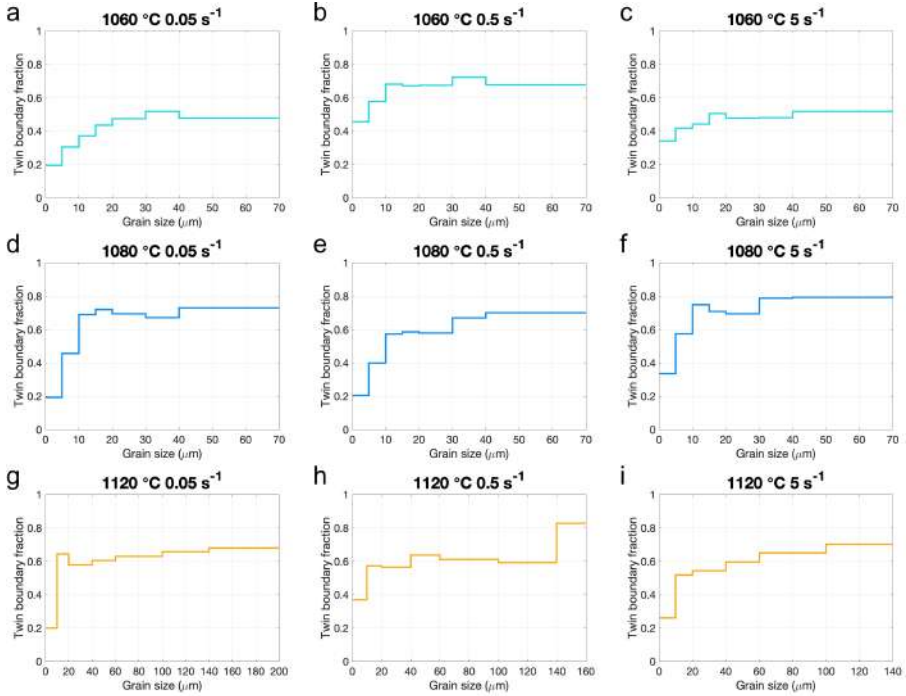 a 1060 °C 0.05 s⁻¹
1
0.8
0.6
0.4
0.2
0
Twin boundary fraction
0 10 20 30 40 50 60 70
Grain size (μm)
b 1060 °C 0.5 s⁻¹
1
0.8
0.6
0.4
0.2
0
Twin boundary fraction
0 10 20 30 40 50 60 70
Grain size (μm)
c 1060 °C 5 s⁻¹
1
0.8
0.6
0.4
0.2
0
Twin boundary fraction
0 10 20 30 40 50 60 70
Grain size (μm)
d 1080 °C 0.05 s⁻¹
1
0.8
0.6
0.4
0.2
0
Twin boundary fraction
0 10 20 30 40 50 60 70
Grain size (μm)
e 1080 °C 0.5 s⁻¹
1
0.8
0.6
0.4
0.2
0
Twin boundary fraction
0 10 20 30 40 50 60 70
Grain size (μm)
f 1080 °C 5 s⁻¹
1
0.8
0.6
0.4
0.2
0
Twin boundary fraction
0 10 20 30 40 50 60 70
Grain size (μm)
g 1120 °C 0.05 s⁻¹
1
0.8
0.6
0.4
0.2
0
Twin boundary fraction
0 20 40 60 80 100 120 140 160 180 200
Grain size (μm)
h 1120 °C 0.5 s⁻¹
1
0.8
0.6
0.4
0.2
0
Twin boundary fraction
0 20 40 60 80 100 120 140 160
Grain size (μm)
i 1120 °C 5 s⁻¹
1
0.8
0.6
0.4
0.2
0
Twin boundary fraction
0 20 40 60 80 100 120 140
Grain size (μm)